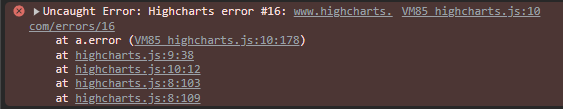 Uncaught Error: Highcharts error #16: www.highcharts. VM85 highcharts.js:10
com/errors/16
at a.error (VM85 highcharts.js:10:178)
at highcharts.js:9:38
at highcharts.js:10:12
at highcharts.js:8:103
at highcharts.js:8:109